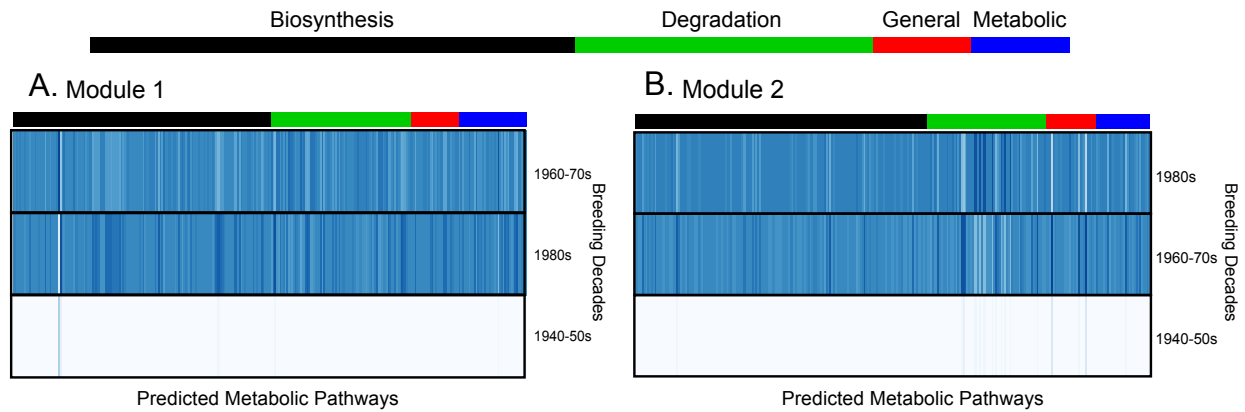 Biosynthesis Degradation General Metabolic
A. Module 1
1960-70s
1980s
1940-50s
Breeding Decades
Predicted Metabolic Pathways
B. Module 2
1980s
1960-70s
1940-50s
Breeding Decades
Predicted Metabolic Pathways